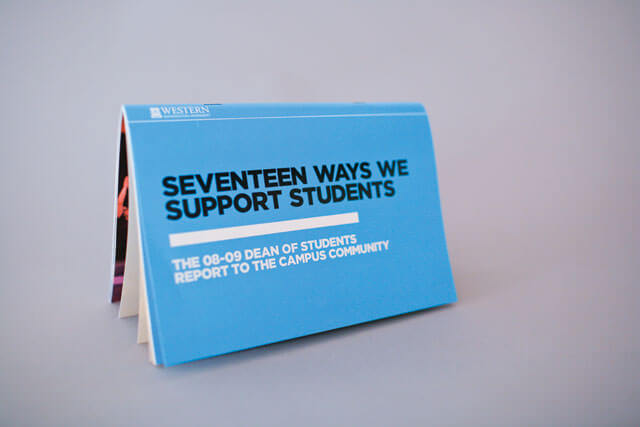 WESTERN
SEVENTEEN WAYS WE
SUPPORT STUDENTS
THE 08-09 DEAN OF STUDENTS
REPORT TO THE CAMPUS COMMUNITY